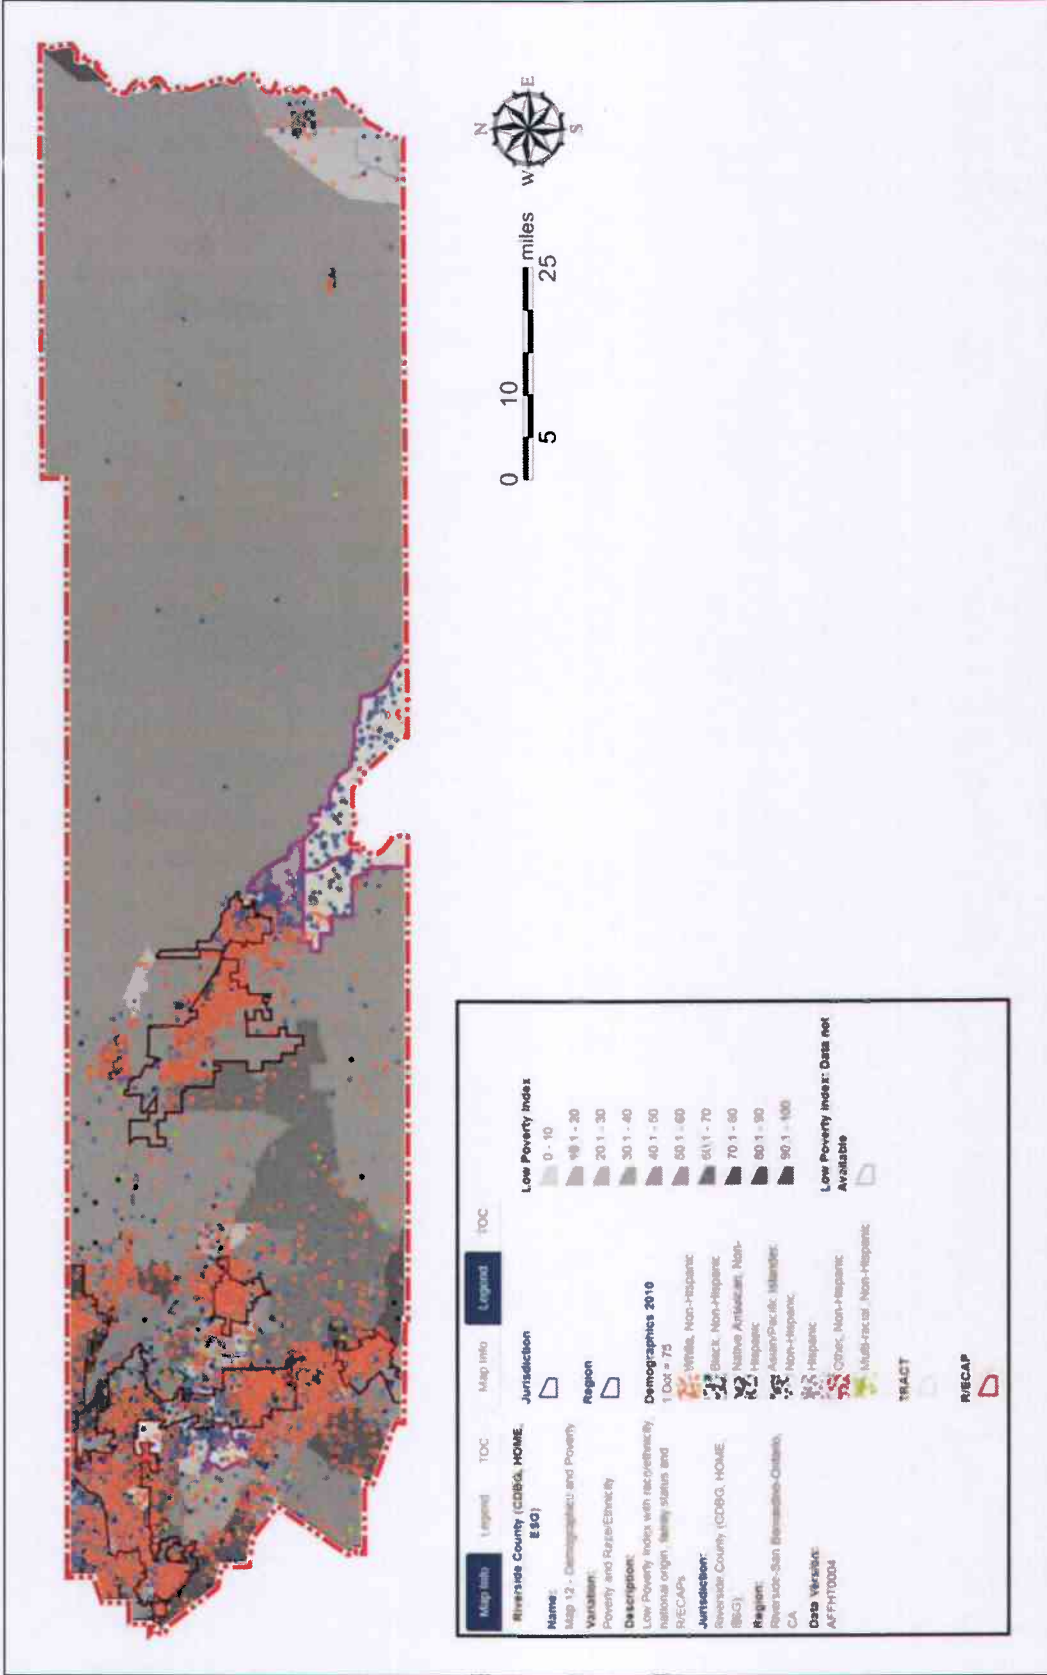 N
W
E
S
0
10
5
25
miles
Map Info
Legend
TOC
Map Info
Legend
TOC
Riverside County (CDBG, HOME,
ESG)
Name:
Map 12 - Demographics and Poverty
Variation:
Poverty and Race/Ethnicity
Description:
Low Poverty Index with race/ethnicity,
national origin, family status and
R/ECAPs
Jurisdiction:
Riverside County (CDBG, HOME,
ESG)
Region:
Riverside-San Bernardino-Ontario,
CA
Data Version:
AFFHT0004
Jurisdiction
Region
Demographics 2010
1 Dot = 75
White, Non-Hispanic
Black, Non-Hispanic
Native American, Non-
Hispanic
Asian/Pacific Islander,
Non-Hispanic
Hispanic
Other, Non-Hispanic
Multi-racial, Non-Hispanic
TRACT
R/ECAP
Low Poverty Index
0 - 10
10.1 - 20
20.1 - 30
30.1 - 40
40.1 - 50
50.1 - 60
60.1 - 70
70.1 - 80
80.1 - 90
90.1 - 100
Low Poverty Index: Data not
Available